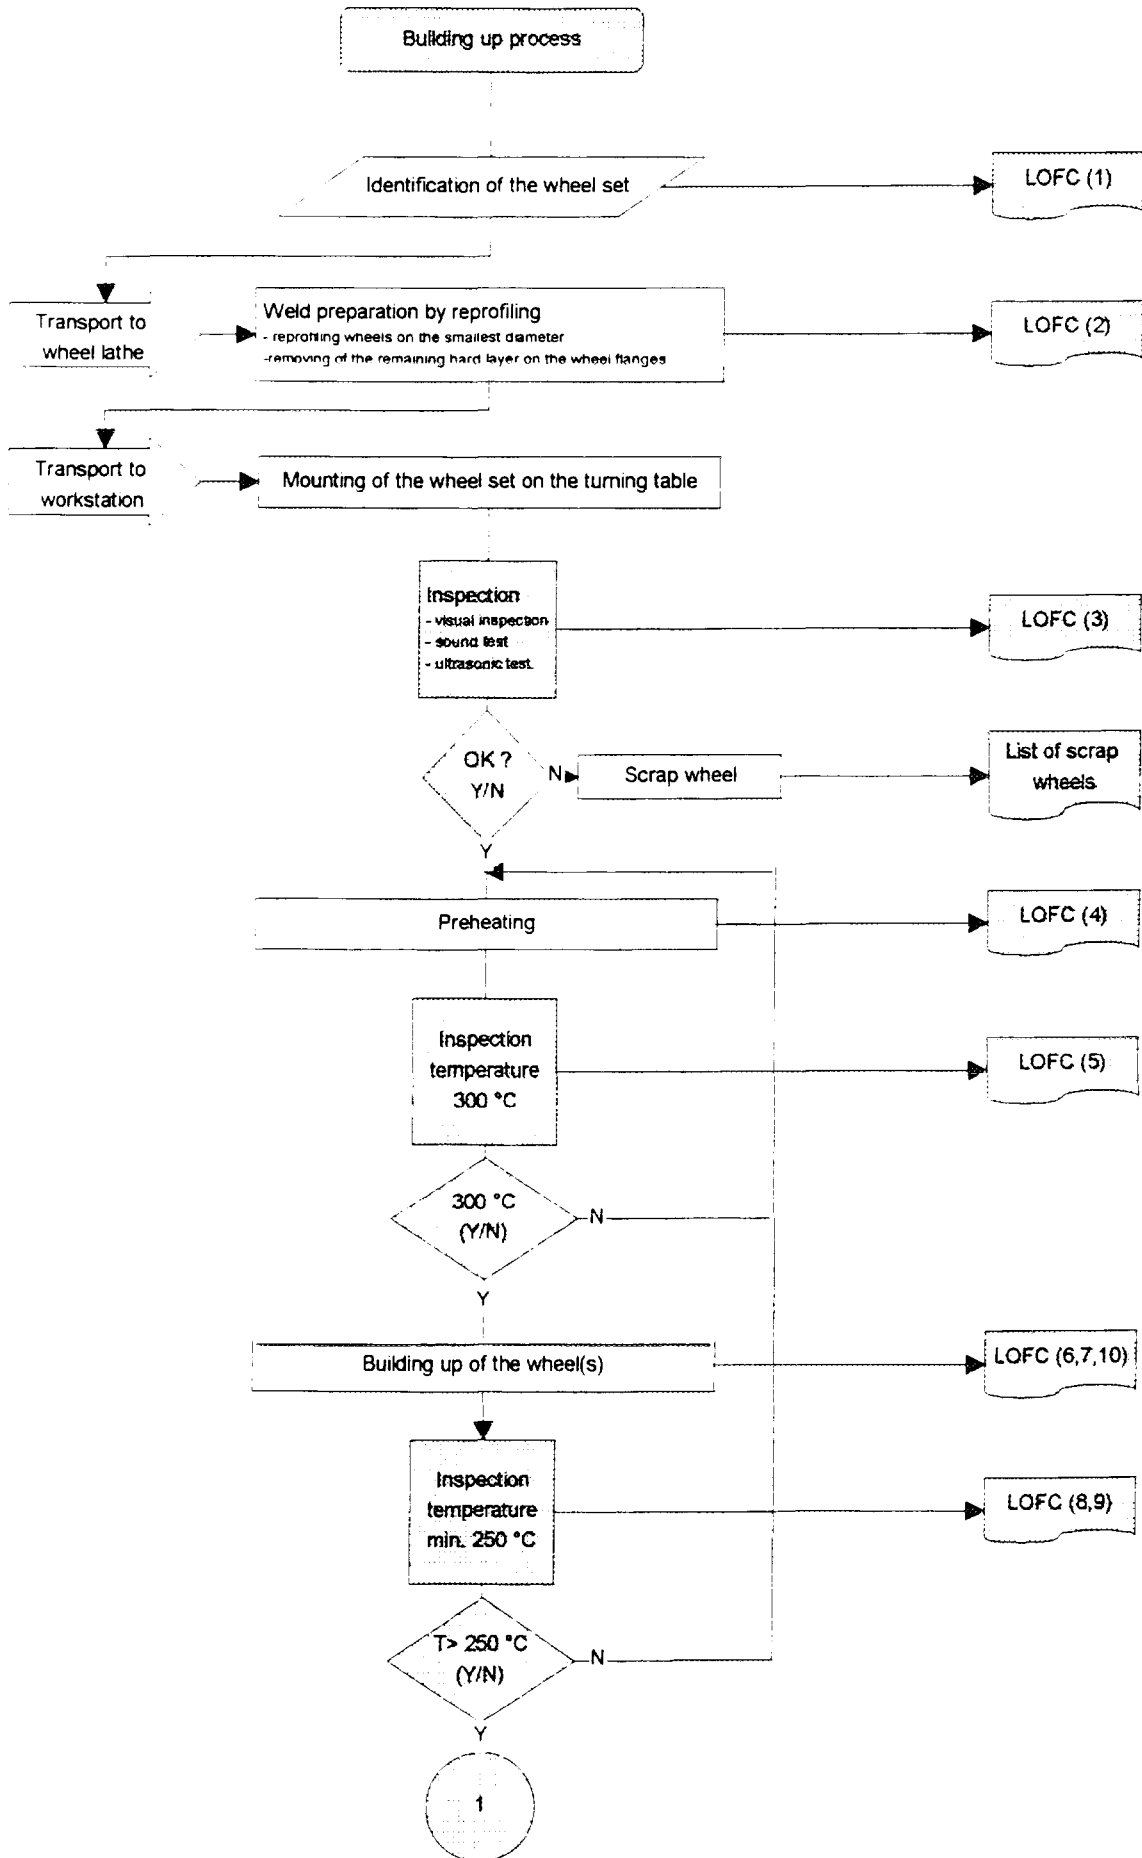 Building up process
Identification of the wheel set
LOFC (1)
Transport to
wheel lathe
Weld preparation by reprofiling
- reprofiling wheels on the smallest diameter
-removing of the remaining hard layer on the wheel flanges
LOFC (2)
Transport to
workstation
Mounting of the wheel set on the turning table
Inspection
- visual inspection
- sound test
- ultrasonic test.
LOFC (3)
OK ?
Y/N
N
Scrap wheel
List of scrap
wheels
Y
Preheating
LOFC (4)
Inspection
temperature
300 °C
LOFC (5)
300 °C
(Y/N)
N
Y
Building up of the wheel(s)
LOFC (6,7,10)
Inspection
temperature
min. 250 °C
LOFC (8,9)
T> 250 °C
(Y/N)
N
Y
1